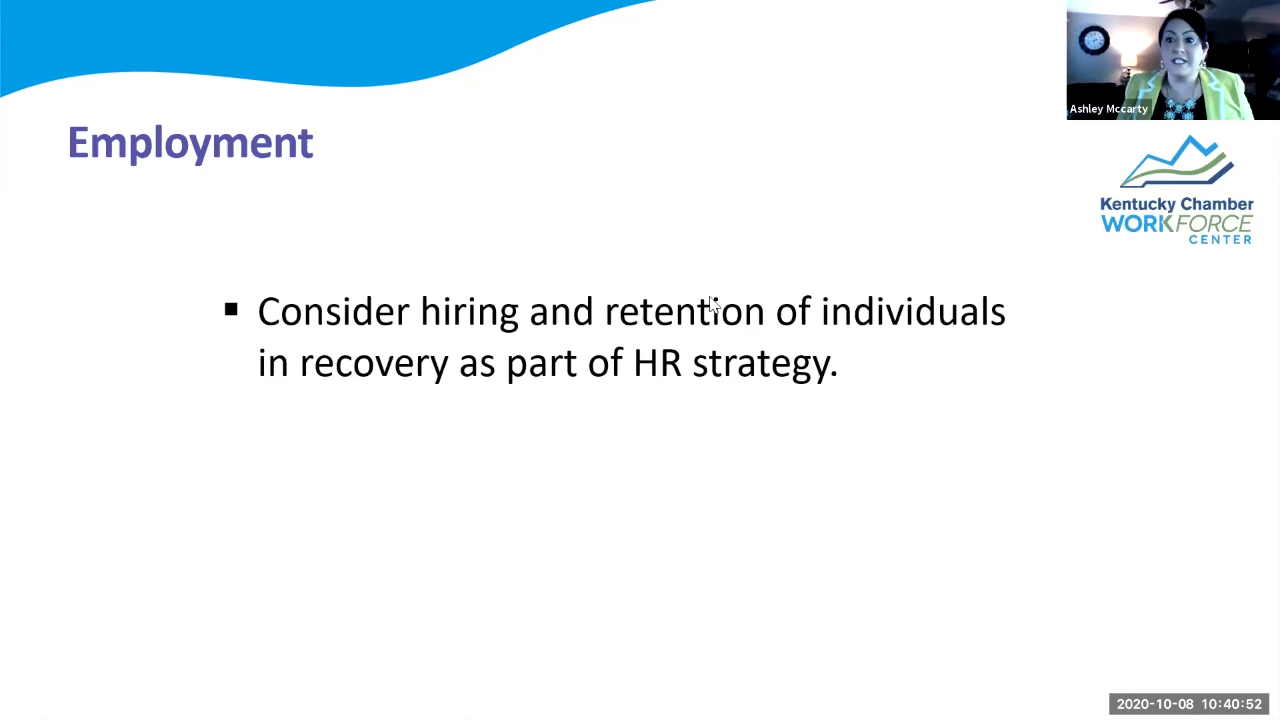 Ashley Mccarty
Employment
Kentucky Chamber
WORKFORCE
CENTER
▪ Consider hiring and retention of individuals
in recovery as part of HR strategy.
2020-10-08 10:40:52